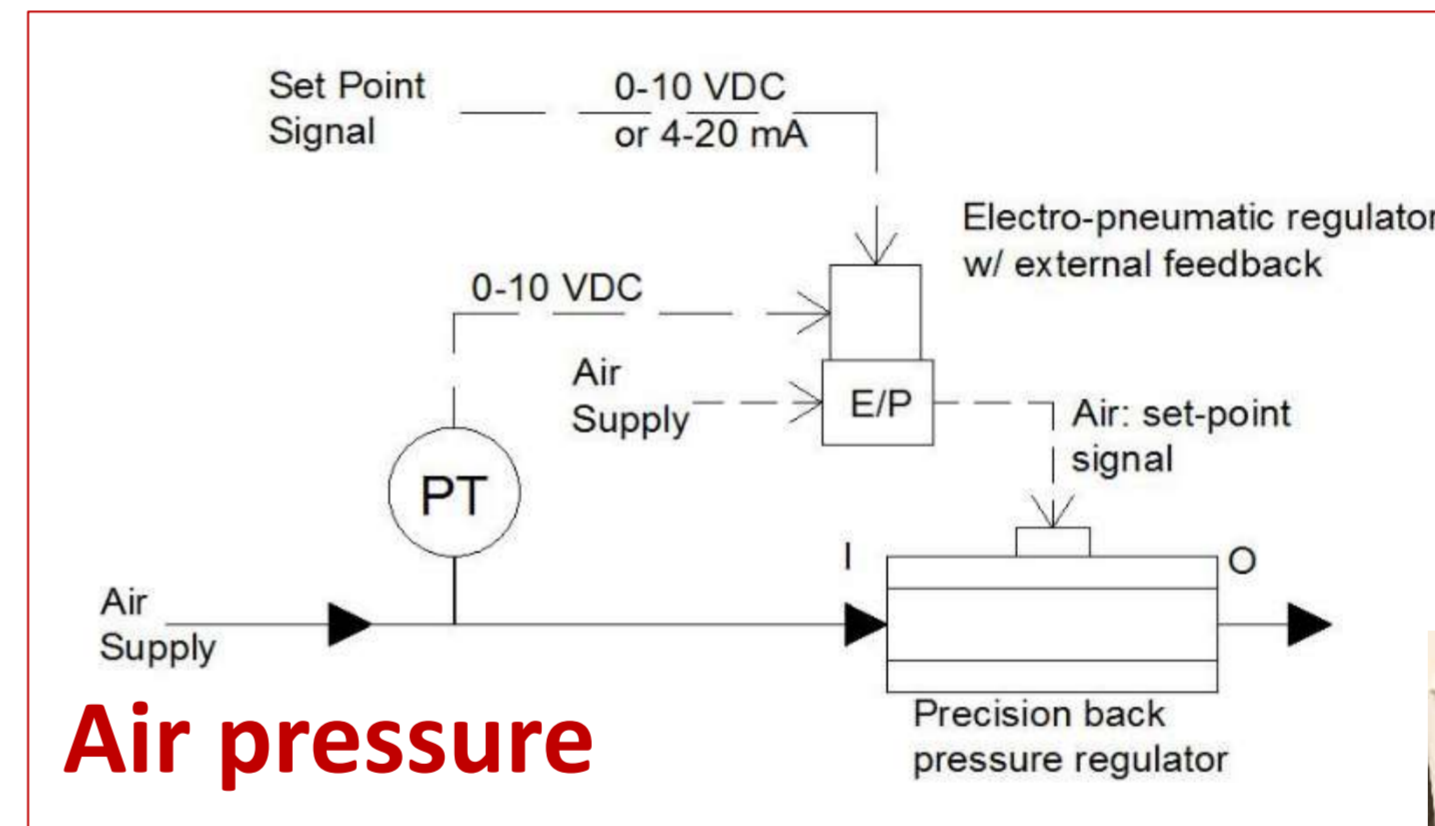 Set Point
Signal
0-10 VDC
or 4-20 mA
Electro-pneumatic regulator
w/ external feedback
0-10 VDC
Air
Supply
E/P
Air: set-point
signal
PT
I
O
Air
Supply
Precision back
pressure regulator
Air pressure